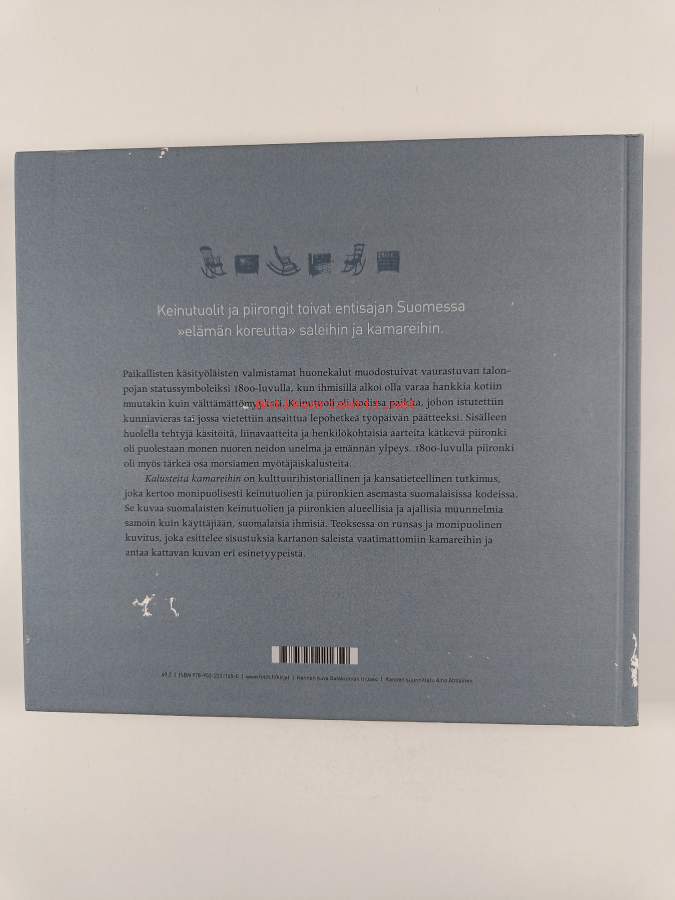 Keinutuolit ja piirongit toivat entisajan Suomessa
»elämän koreutta» saleihin ja kamareihin.
Paikallisten käsityöläisten valmistamat huonekalut muodostuivat vaurastuvan talon-
pojan statussymboleiksi 1800-luvulla, kun ihmisillä alkoi olla varaa hankkia kotiin
muutakin kuin välttämättömyyksiä. Keinutuoli oli kodissa paikka, johon istutettiin
kunniavieras tai jossa vietettiin ansaittua lepohetkeä työpäivän päätteeksi. Sisälleen
huolella tehtyjä käsitöitä, liinavaatteita ja henkilökohtaisia aarteita kätkevä piironki
oli puolestaan monen nuoren neidon unelma ja emännän ylpeys. 1800-luvulla piironki
oli myös tärkeä osa morsiamen myötäjäiskalusteita.
Kalusteita kamareihin on kulttuurihistoriallinen ja kansatieteellinen tutkimus,
joka kertoo monipuolisesti keinutuolien ja piironkien asemasta suomalaisissa kodeissa.
Se kuvaa suomalaisten keinutuolien ja piironkien alueellisia ja ajallisia muunnelmia
samoin kuin käyttäjiään, suomalaisia ihmisiä. Teoksessa on runsas ja monipuolinen
kuvitus, joka esittelee sisustuksia kartanon saleista vaatimattomiin kamareihin ja
antaa kattavan kuvan eri esinetyypeistä.